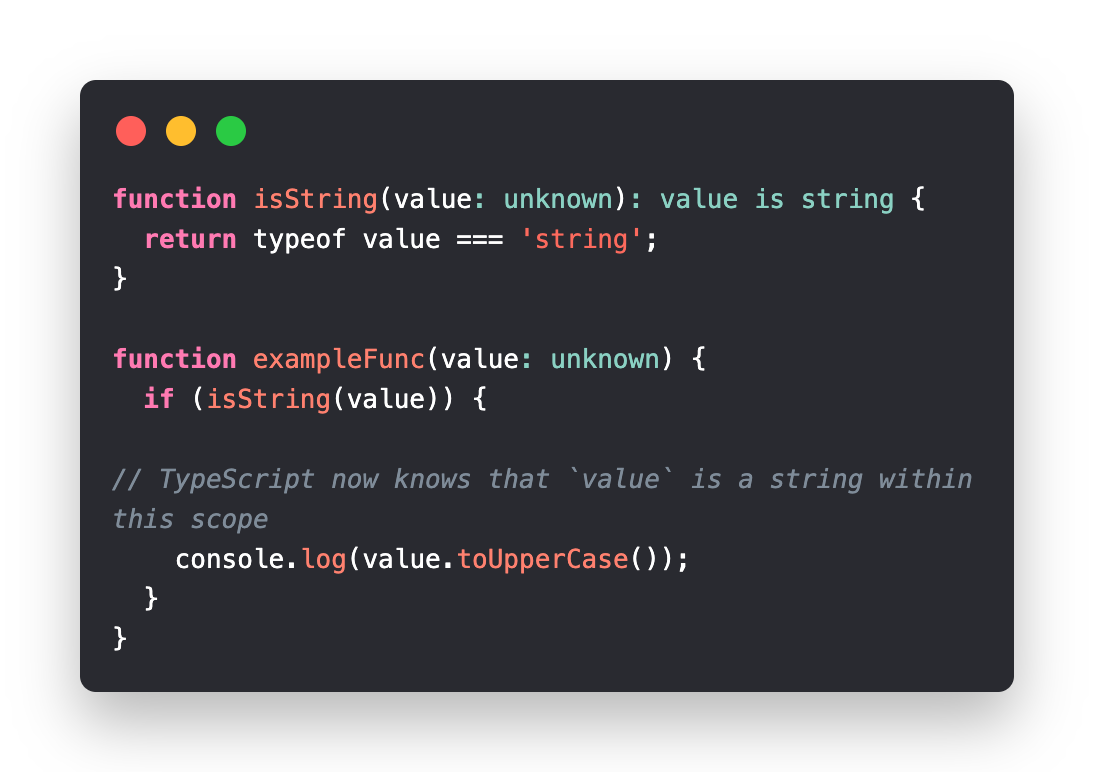 function isString(value: unknown): value is string {
  return typeof value === 'string';
}

function exampleFunc(value: unknown) {
  if (isString(value)) {

// TypeScript now knows that `value` is a string within
this scope
    console.log(value.toUpperCase());
  }
}